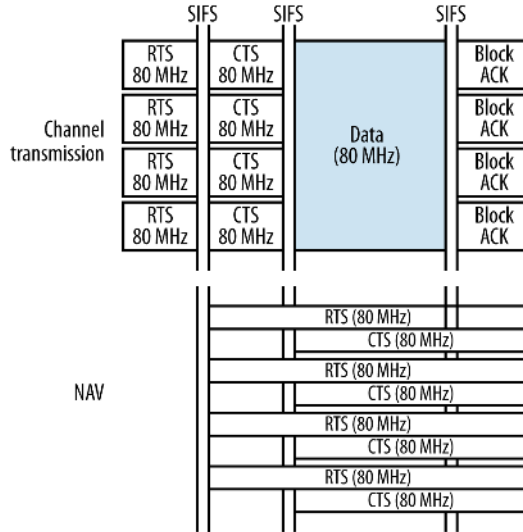 SIFS SIFS SIFS
RTS CTS Block
80 MHz 80 MHz ACK
RTS CTS Block
80 MHz 80 MHz ACK
Channel
transmission
Data
(80 MHz)
RTS CTS Block
80 MHz 80 MHz ACK
RTS CTS Block
80 MHz 80 MHz ACK
RTS (80 MHz)
CTS (80 MHz)
RTS (80 MHz)
NAV
CTS (80 MHz)
RTS (80 MHz)
CTS (80 MHz)
RTS (80 MHz)
CTS (80 MHz)